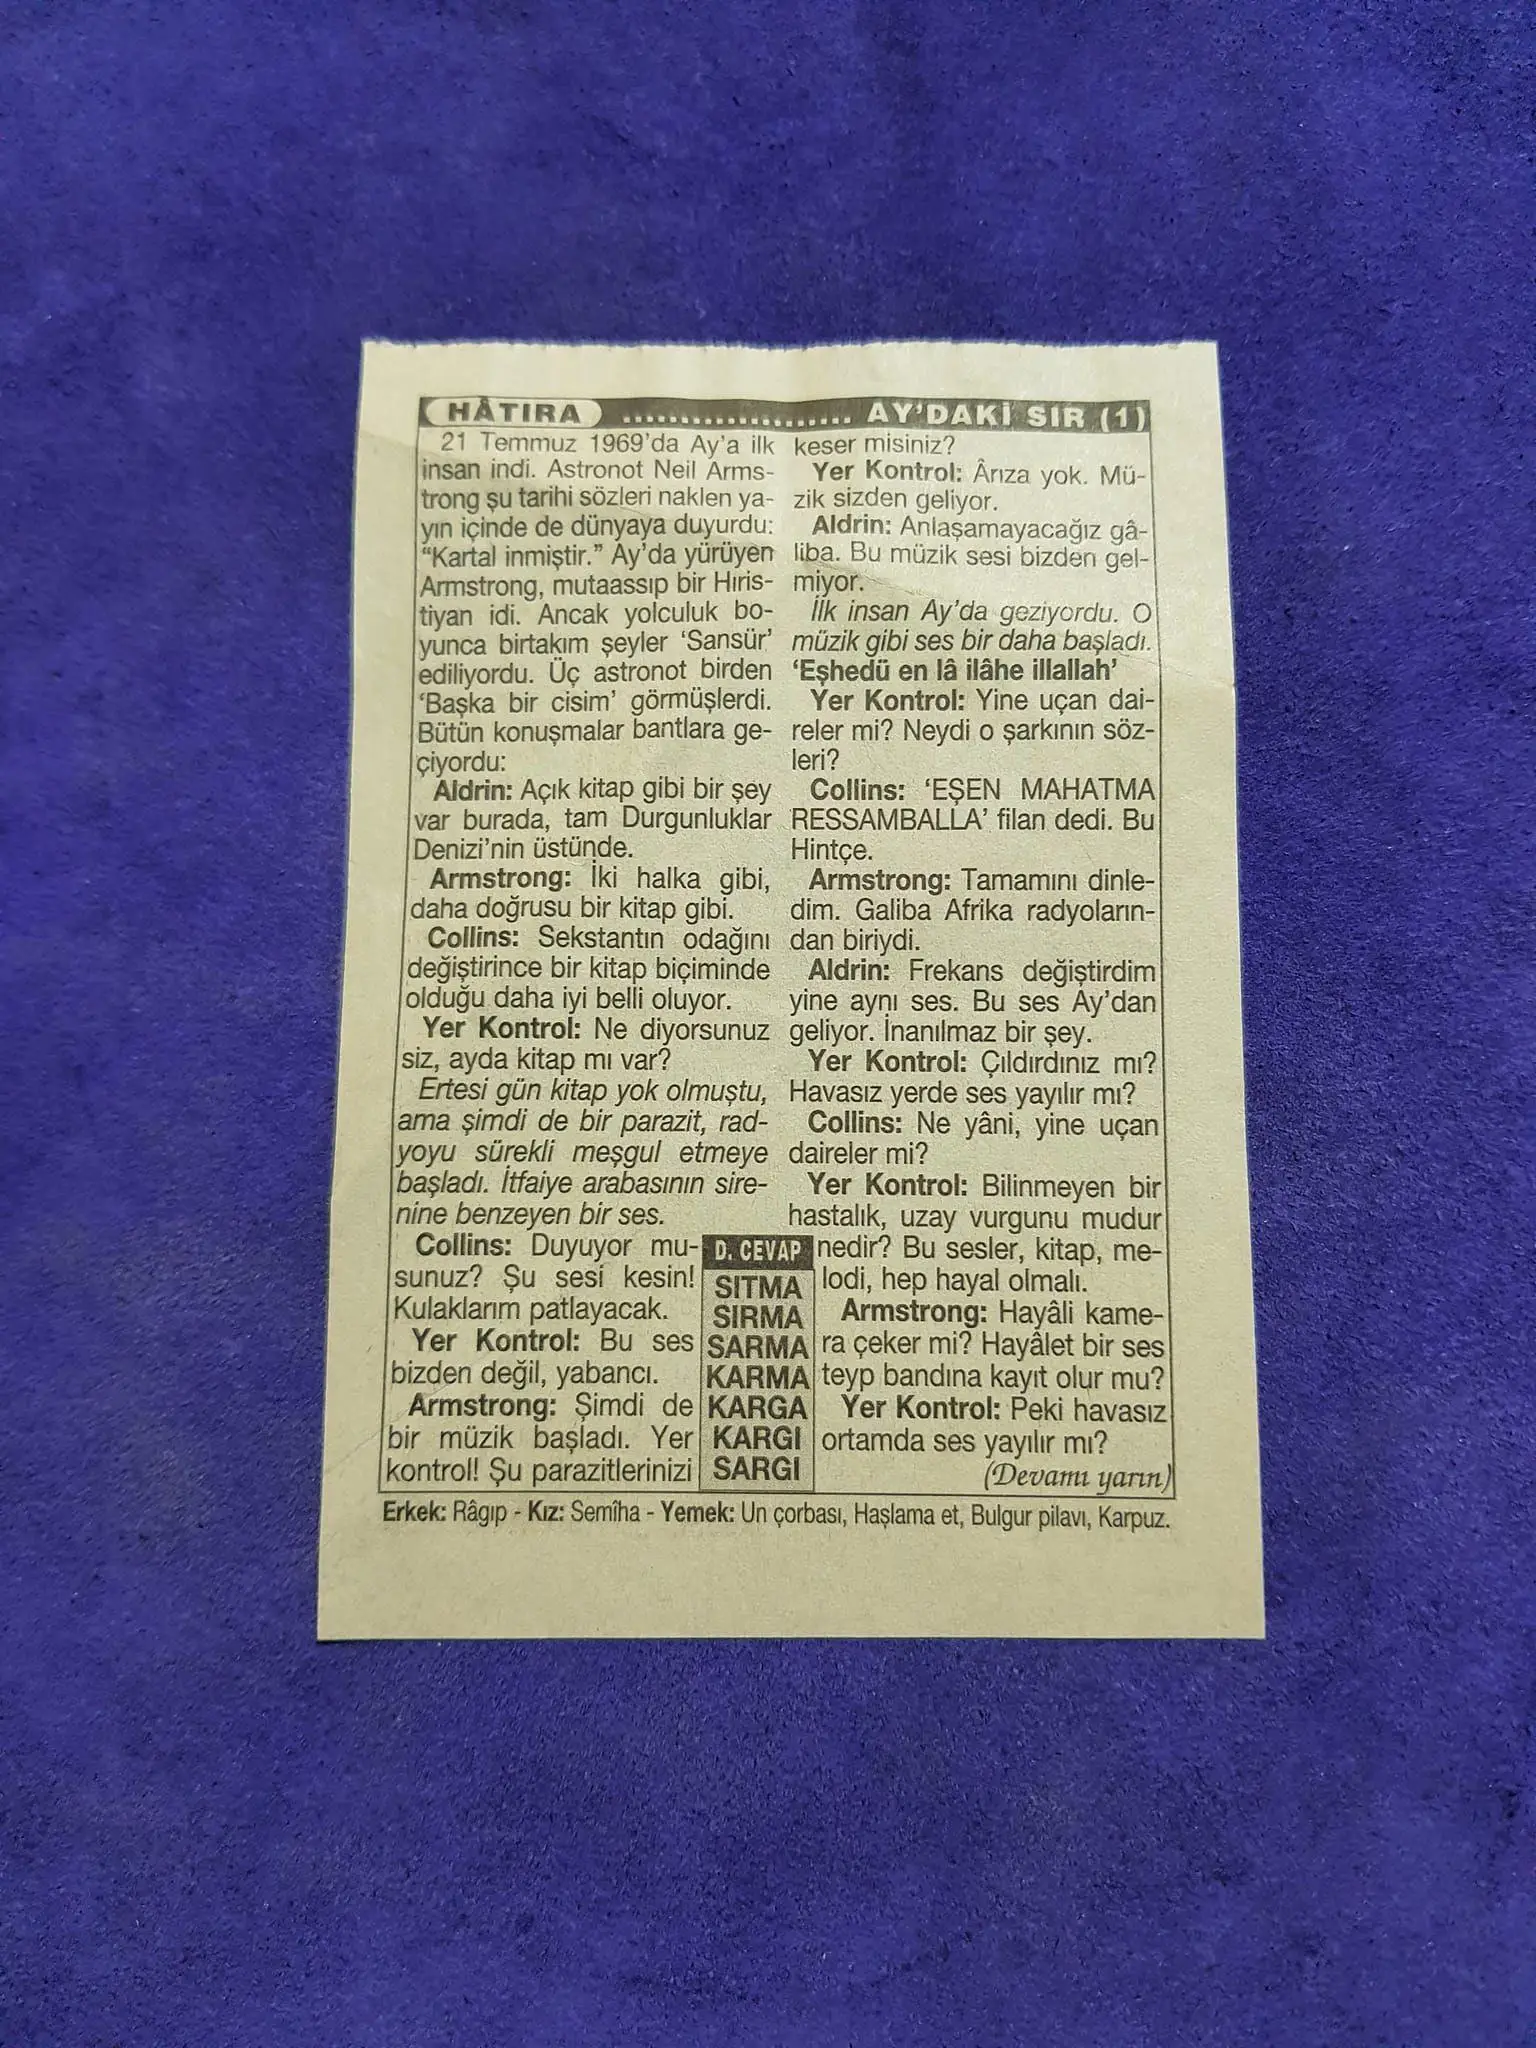 HÂTIRA ...................... AY'DAKİ SIR (1)
21 Temmuz 1969'da Ay'a ilk
insan indi. Astronot Neil Arms-
trong şu tarihi sözleri naklen ya-
yın içinde de dünyaya duyurdu:
“Kartal inmiştir.” Ay'da yürüyen
Armstrong, mutaassıp bir Hıris-
tiyan idi. Ancak yolculuk bo-
yunca birtakım şeyler ‘Sansür’
ediliyordu. Üç astronot birden
‘Başka bir cisim’ görmüşlerdi.
Bütün konuşmalar bantlara ge-
çiyordu:
Aldrin: Açık kitap gibi bir şey
var burada, tam Durgunluklar
Denizi'nin üstünde.
Armstrong: İki halka gibi,
daha doğrusu bir kitap gibi.
Collins: Sekstantın odağını
değiştirince bir kitap biçiminde
olduğu daha iyi belli oluyor.
Yer Kontrol: Ne diyorsunuz
siz, ayda kitap mı var?
Ertesi gün kitap yok olmuştu,
ama şimdi de bir parazit, rad-
yoyu sürekli meşgul etmeye
başladı. İtfaiye arabasının sire-
nine benzeyen bir ses.
Collins: Duyuyor mu-
sunuz? Şu sesi kesin!
Kulaklarım patlayacak.
Yer Kontrol: Bu ses
bizden değil, yabancı.
Armstrong: Şimdi de
bir müzik başladı. Yer
kontrol! Şu parazitlerinizi
keser misiniz?
Yer Kontrol: Ârıza yok. Mü-
zik sizden geliyor.
Aldrin: Anlaşamayacağız gâ-
liba. Bu müzik sesi bizden gel-
miyor.
İlk insan Ay'da geziyordu. O
müzik gibi ses bir daha başladı.
‘Eşhedü en lâ ilâhe illallah’
Yer Kontrol: Yine uçan dai-
reler mi? Neydi o şarkının söz-
leri?
Collins: ‘EŞEN MAHATMA
RESSAMBALLA’ filan dedi. Bu
Hintçe.
Armstrong: Tamamını dinle-
dim. Galiba Afrika radyoların-
dan biriydi.
Aldrin: Frekans değiştirdim
yine aynı ses. Bu ses Ay'dan
geliyor. İnanılmaz bir şey.
Yer Kontrol: Çıldırdınız mı?
Havasız yerde ses yayılır mı?
Collins: Ne yâni, yine uçan
daireler mi?
Yer Kontrol: Bilinmeyen bir
hastalık, uzay vurgunu mudur
nedir? Bu sesler, kitap, me-
lodi, hep hayal olmalı.
Armstrong: Hayâli kame-
ra çeker mi? Hayâlet bir ses
teyp bandına kayıt olur mu?
Yer Kontrol: Peki havasız
ortamda ses yayılır mı?
(Devamı yarın)
D. CEVAP
SITMA
SIRMA
SARMA
KARMA
KARGA
KARGI
SARGI
Erkek: Râgıp - Kız: Semîha - Yemek: Un çorbası, Haşlama et, Bulgur pilavı, Karpuz.